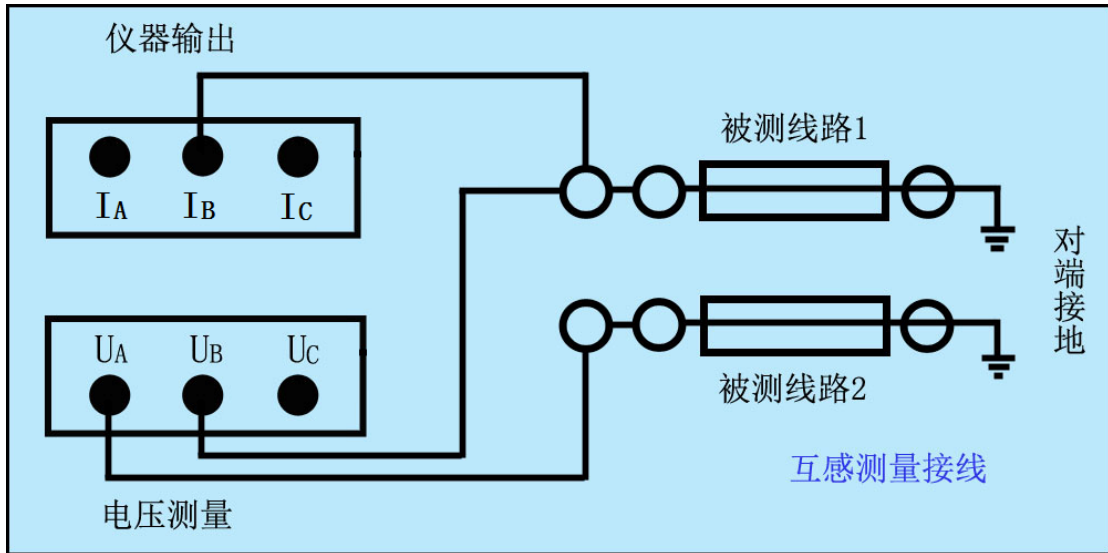 仪器输出
IA IB IC
被测线路1
对端接地
UA UB UC
被测线路2
互感测量接线
电压测量